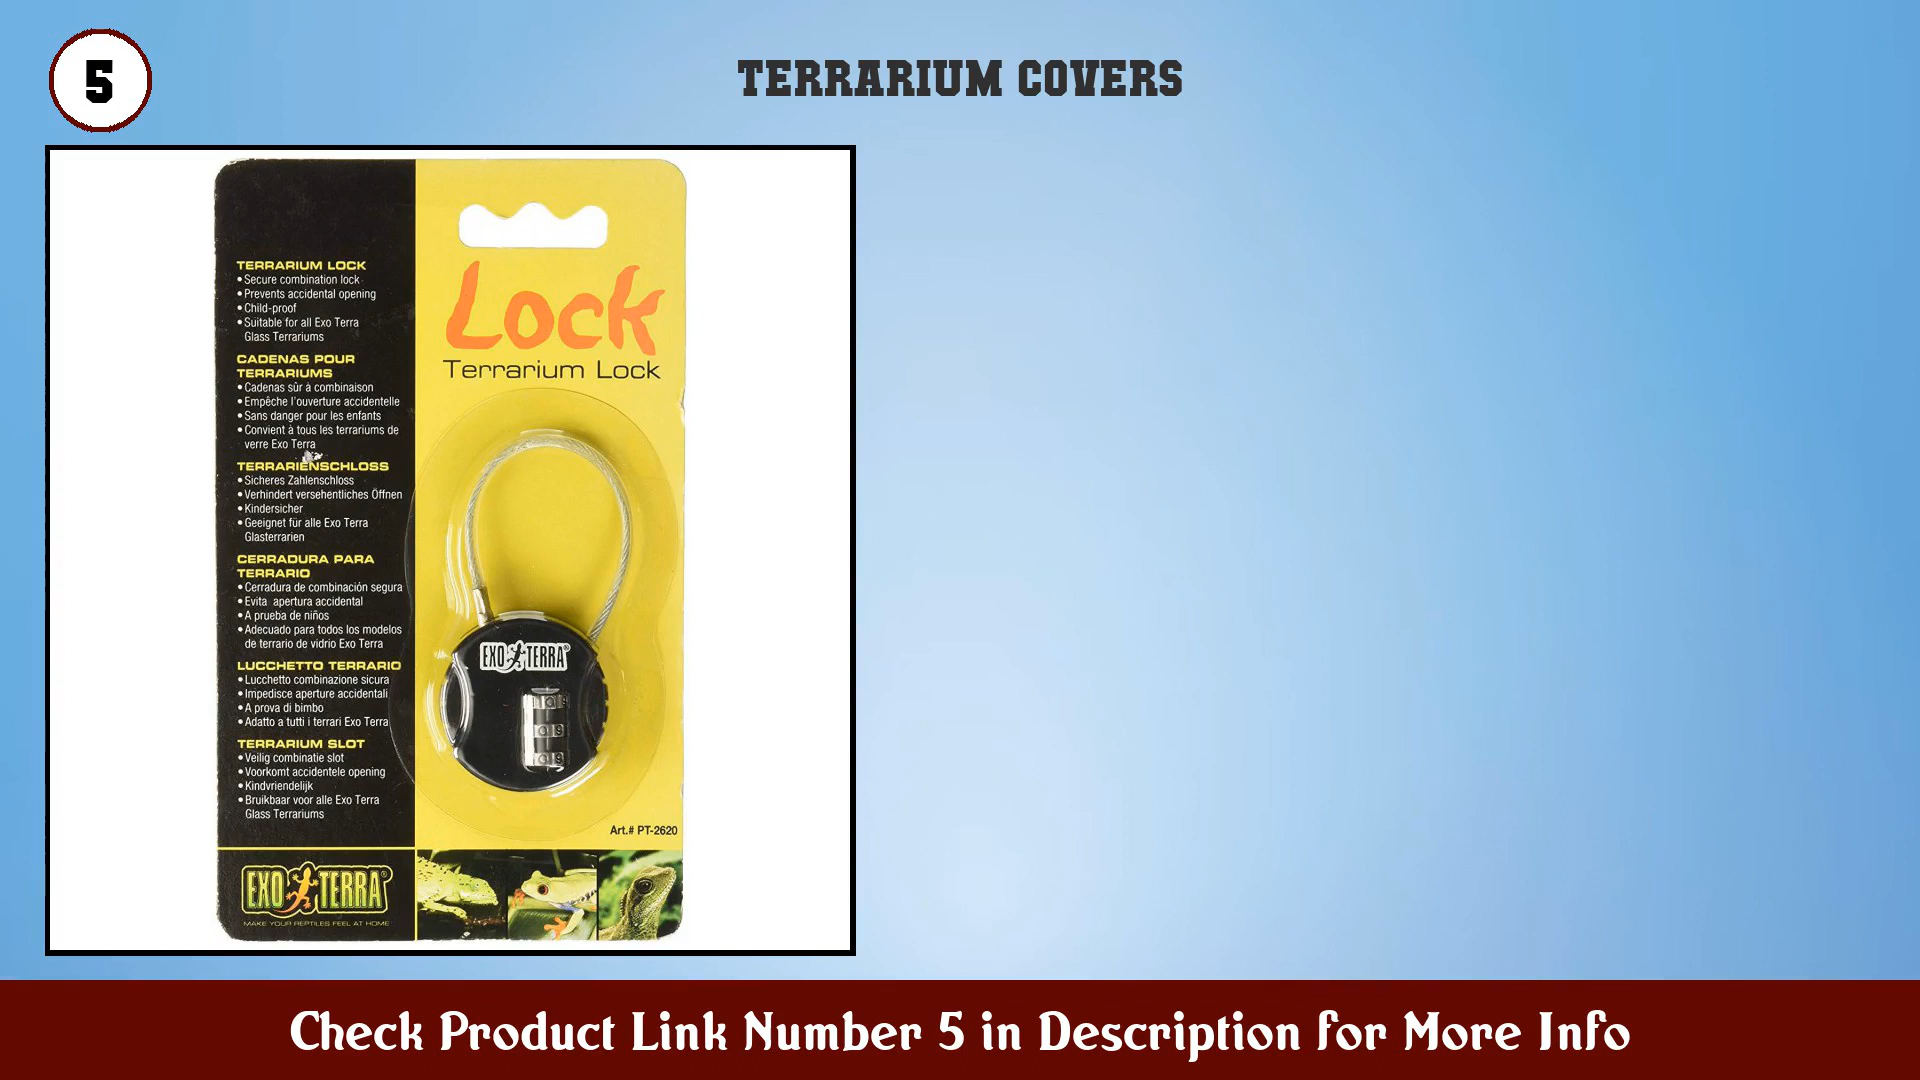 5
TERRARIUM COVERS
TERRARIUM LOCK
• Secure combination lock
• Prevents accidental opening
• Child-proof
• Suitable for all Exo Terra
Glass Terrariums
CADENAS POUR
TERRARIUMS
• Cadenas sûr à combinaison
• Empêche l'ouverture accidentelle
• Sans danger pour les enfants
• Convient à tous les terrariums de
verre Exo Terra
TERRARIENSCHLOSS
• Sicheres Zahlenschloss
• Verhindert versehentliches Öffnen
• Kindersicher
• Geeignet für alle Exo Terra
Glasterrarien
CERRADURA PARA
TERRARIO
• Cerradura de combinación segura
• Evita apertura accidental
• A prueba de niños
• Adecuado para todos los modelos
de terrario de vidrio Exo Terra
LUCCHETTO TERRARIO
• Lucchetto combinazione sicura
• Impedisce aperture accidentali
• A prova di bimbo
• Adatto a tutti i terrari Exo Terra
TERRARIUM SLOT
• Veilig combinatie slot
• Voorkomt accidentele opening
• Kindvriendelijk
• Bruikbaar voor alle Exo Terra
Glass Terrariums
EXO TERRA®
MAKE YOUR REPTILES FEEL AT HOME
Lock
Terrarium Lock
EXO TERRA®
Art.# PT-2620
Check Product Link Number 5 in Description for More Info